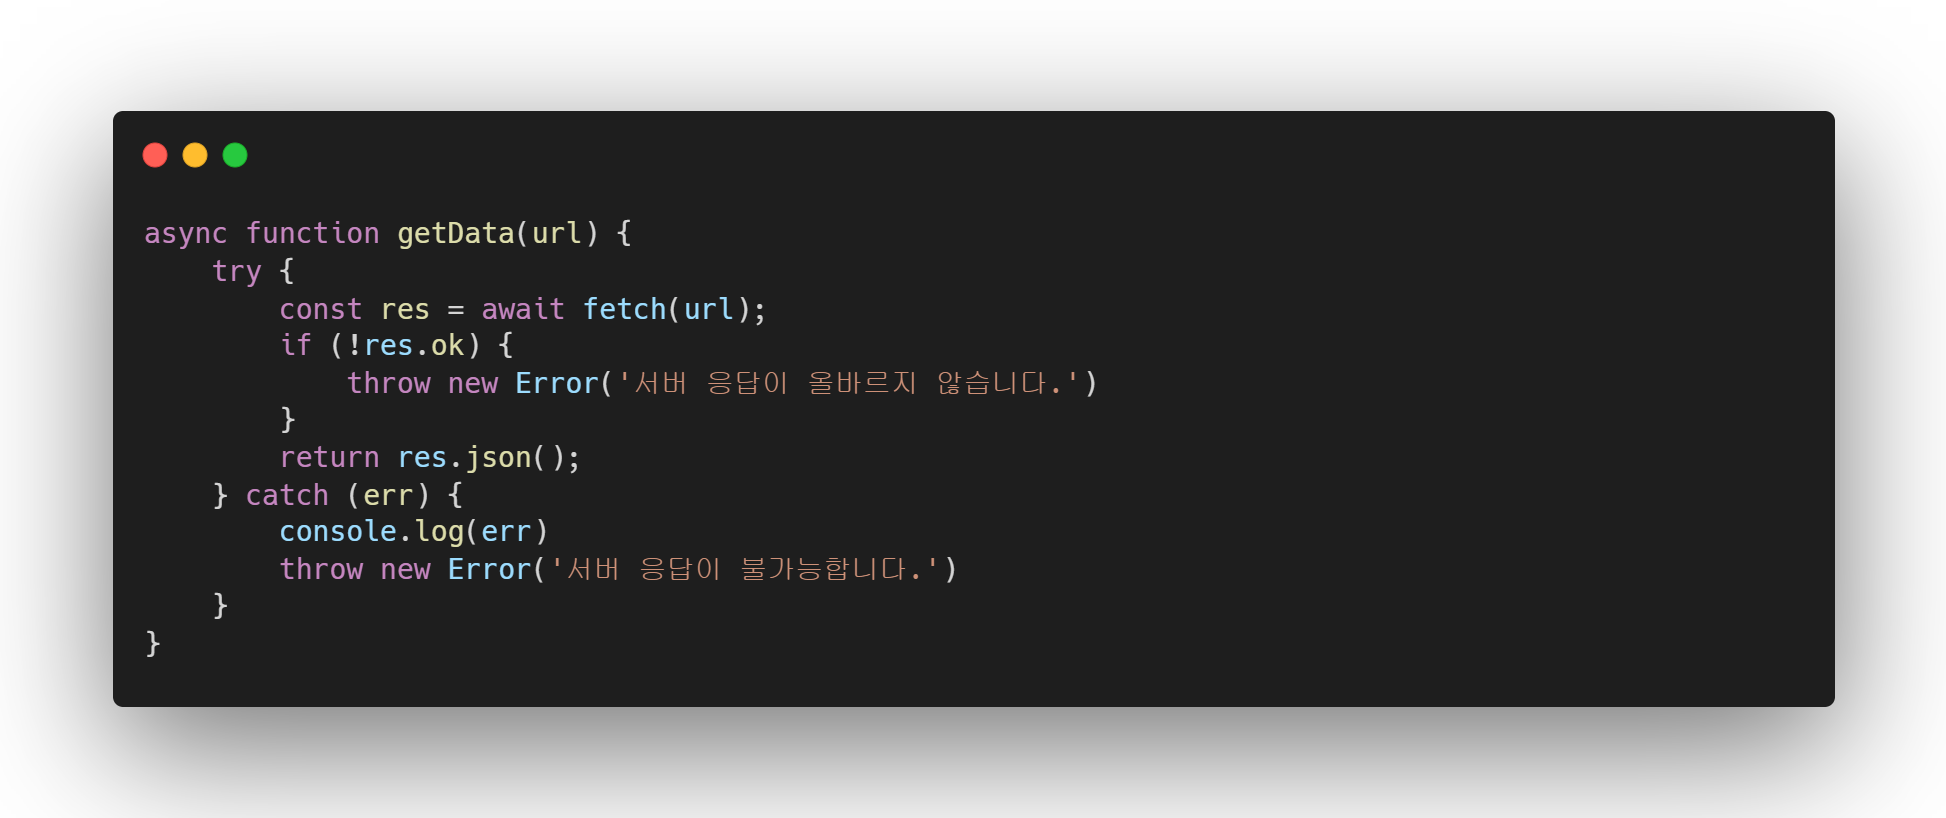 async function getData(url) {
    try {
        const res = await fetch(url);
        if (!res.ok) {
            throw new Error('서버 응답이 올바르지 않습니다.')
        }
        return res.json();
    } catch (err) {
        console.log(err)
        throw new Error('서버 응답이 불가능합니다.')
    }
}